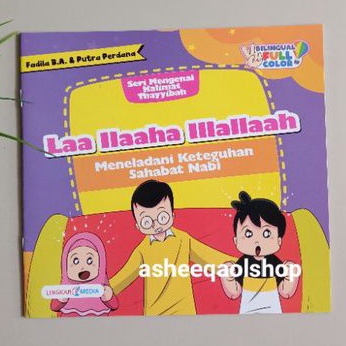 Fadila B.A. & Putra Perdana
BILINGUAL
FULL
COLOR
Seri Mengenal
Kalimat
Thayyibah
Laa Ilaaha Illallaah
Meneladani Keteguhan
Sahabat Nabi
asheeqaolshop
LINGKAR MEDIA